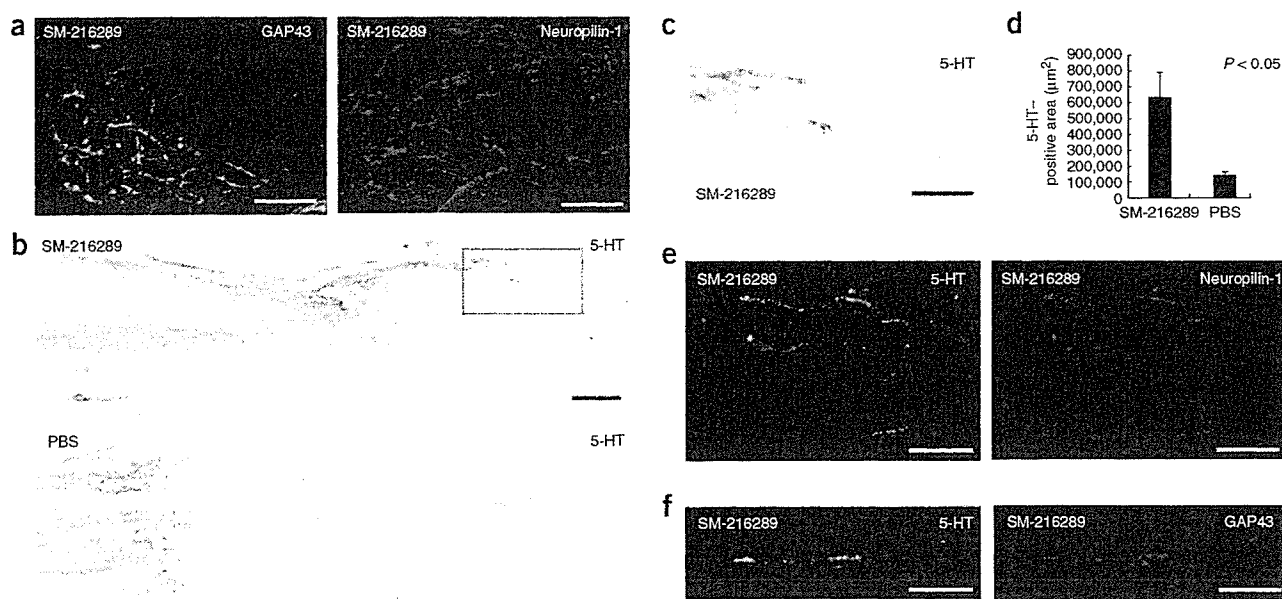 a
SM-216289 GAP43
SM-216289 Neuropilin-1
b
SM-216289 5-HT
PBS 5-HT
c
5-HT
SM-216289
d
900,000
800,000
700,000
600,000
500,000
400,000
300,000
200,000
100,000
0
5-HT–
positive area (µm²)
P < 0.05
SM-216289 PBS
e
SM-216289 5-HT
SM-216289 Neuropilin-1
f
SM-216289 5-HT
SM-216289 GAP43